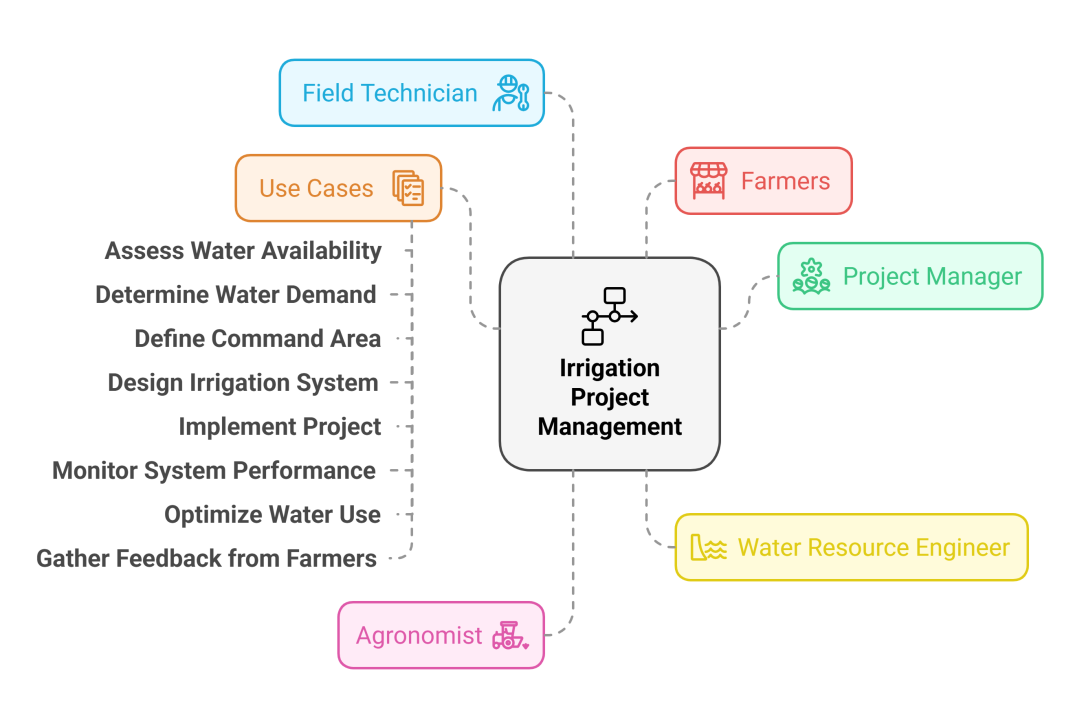 Field Technician
Use Cases
Farmers
Assess Water Availability
Determine Water Demand
Define Command Area
Design Irrigation System
Implement Project
Monitor System Performance
Optimize Water Use
Gather Feedback from Farmers
Project Manager
Irrigation
Project
Management
Water Resource Engineer
Agronomist